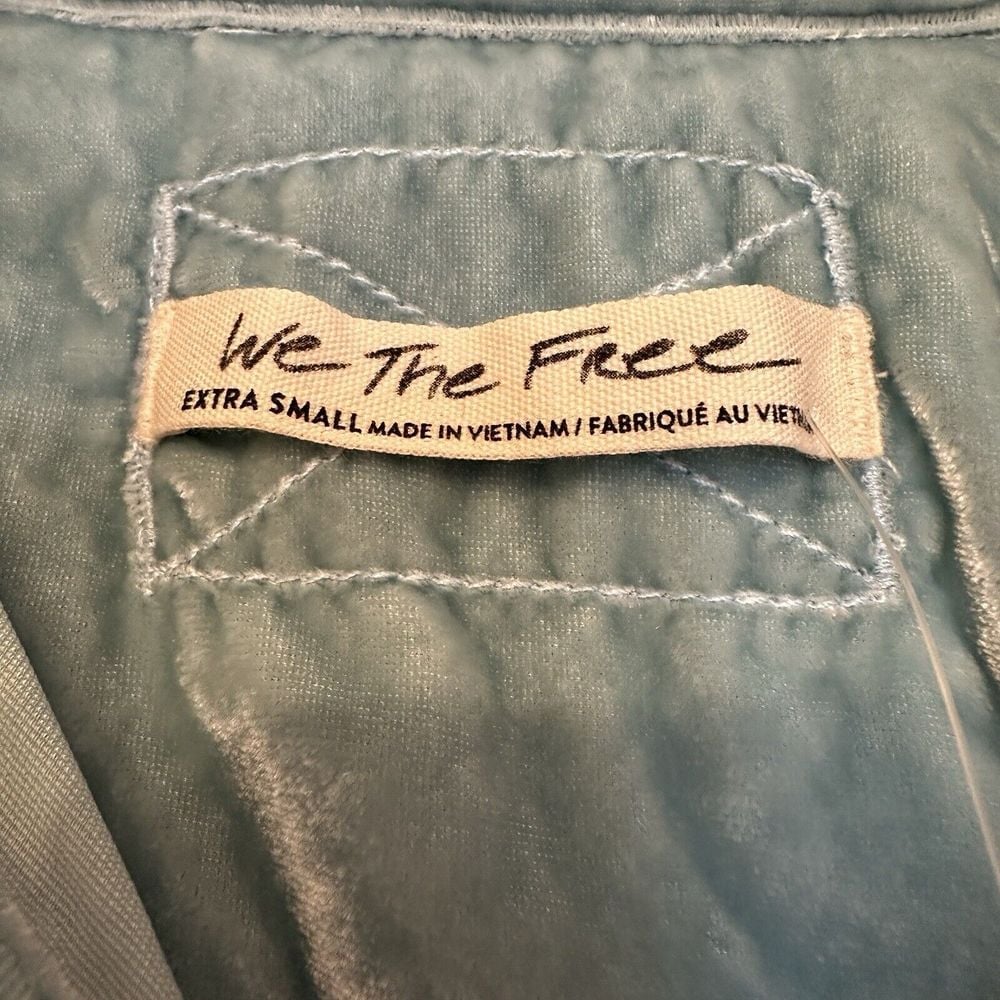 We The Free
EXTRA SMALL MADE IN VIETNAM / FABRIQUÉ AU